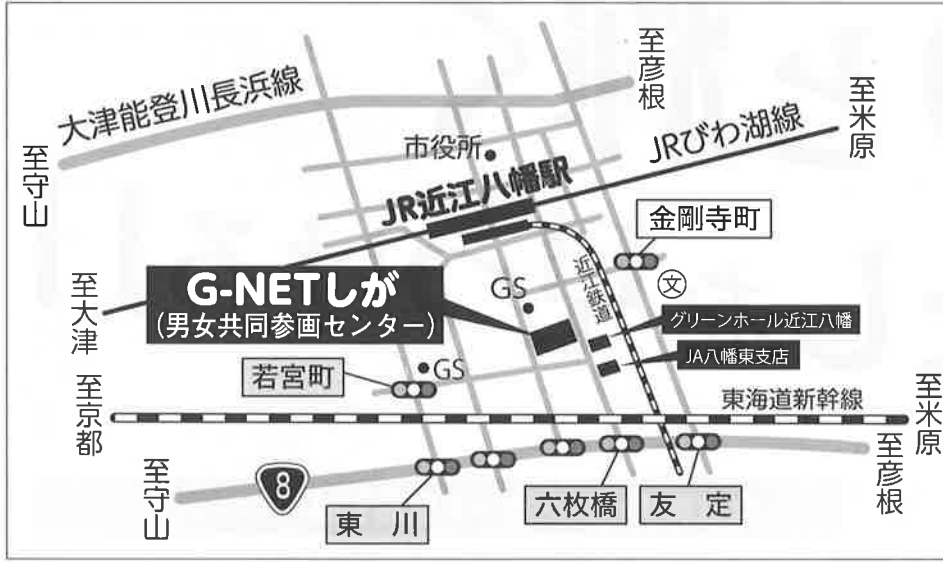 大津能登川長浜線
至彦根
至米原
至守山
市役所
JRびわ湖線
JR近江八幡駅
金剛寺町
文
近江鉄道
至大津
G-NETしが
(男女共同参画センター)
GS
グリーンホール近江八幡
JA八幡東支店
GS
若宮町
東海道新幹線
至京都
至米原
至守山
8
東 川
六枚橋
友 定
至彦根